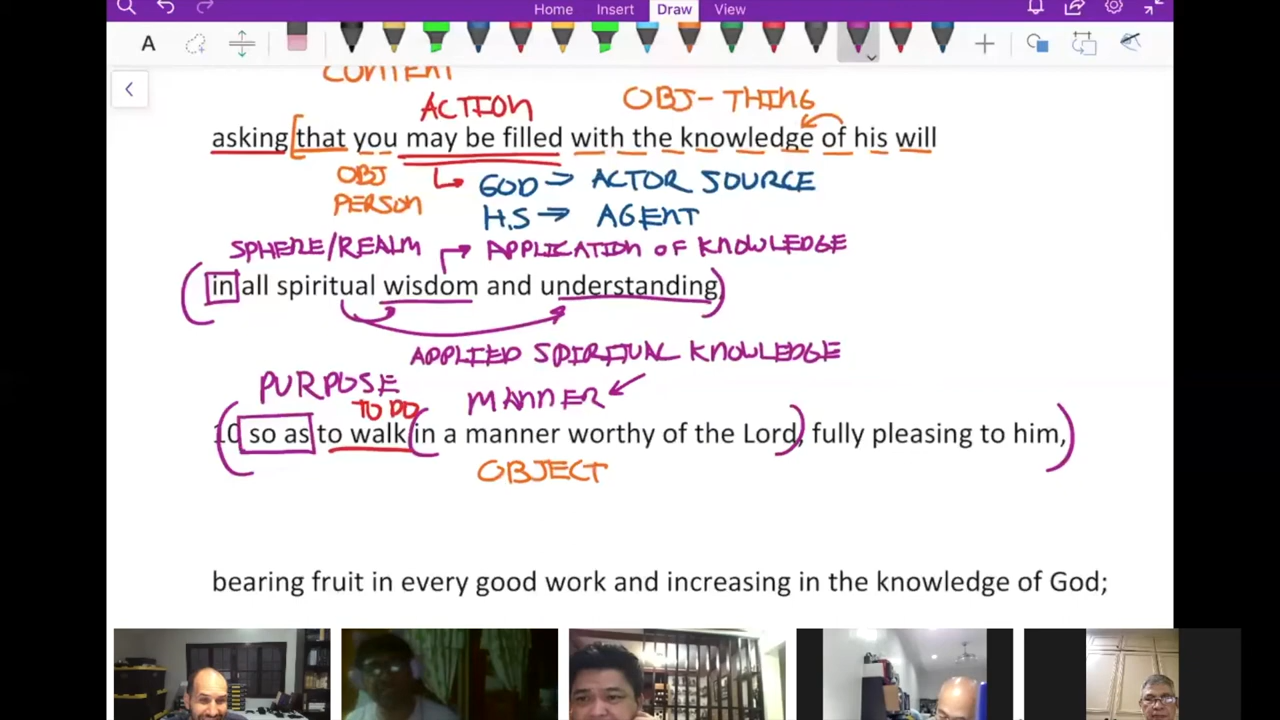 Home Insert Draw View
A
CONTENT
ACTION OBJ - THING
asking that you may be filled with the knowledge of his will
OBJ GOD → ACTOR SOURCE
PERSON H.S → AGENT
SPHERE/REALM → APPLICATION OF KNOWLEDGE
in all spiritual wisdom and understanding,
APPLIED SPIRITUAL KNOWLEDGE
PURPOSE MANNER
TO DO
10 so as to walk in a manner worthy of the Lord, fully pleasing to him,
OBJECT
bearing fruit in every good work and increasing in the knowledge of God;